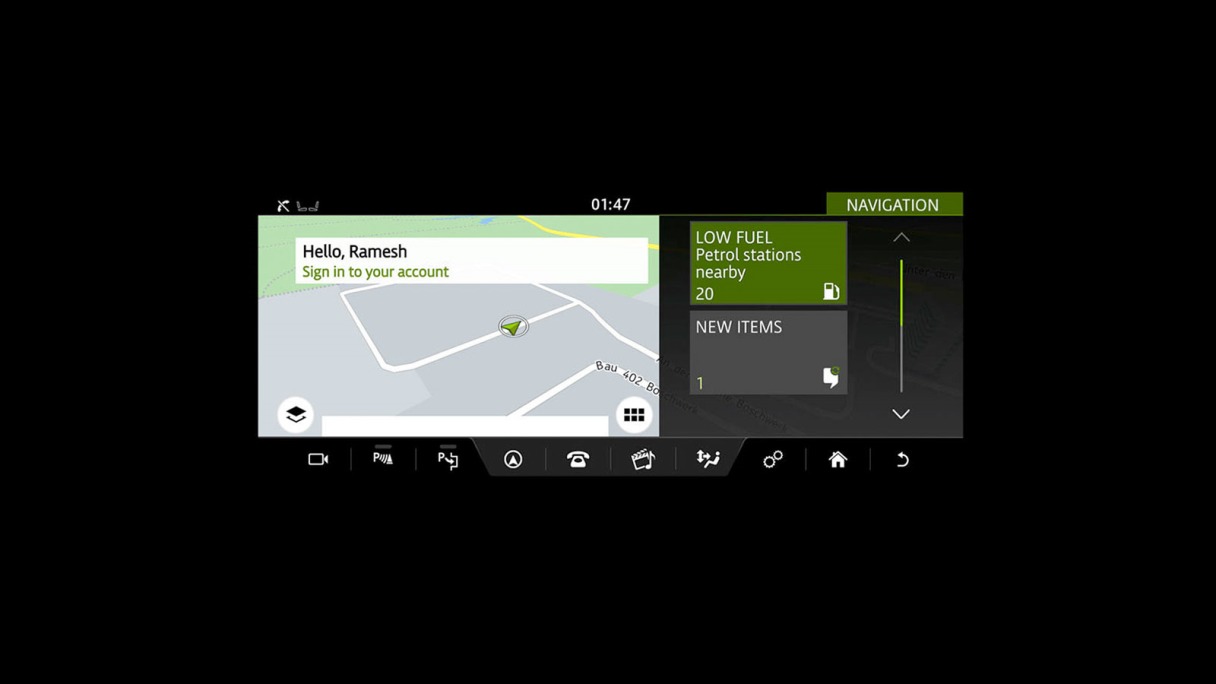 01:47
NAVIGATION
Hello, Ramesh
Sign in to your account
LOW FUEL
Petrol stations
nearby
20
NEW ITEMS
1
Bau 402
P
P